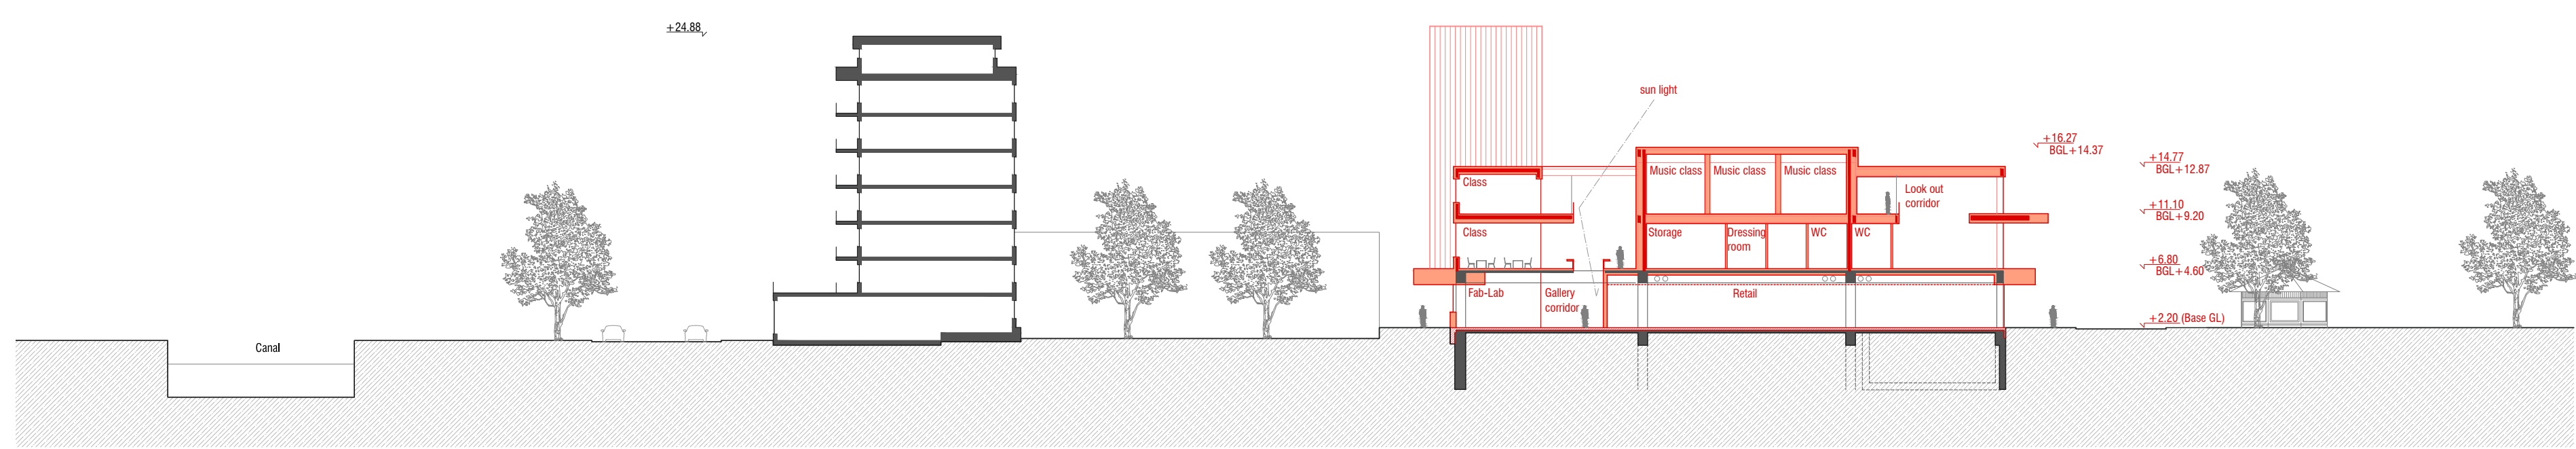 +24.88
sun light
+16.27
BGL+14.37
+14.77
BGL+12.87
Class
Music class
Music class
Music class
Look out
corridor
+11.10
BGL+9.20
Class
Storage
Dressing
room
WC
WC
+6.80
BGL+4.60
Fab-Lab
Gallery
corridor
Retail
+2.20 (Base GL)
Canal